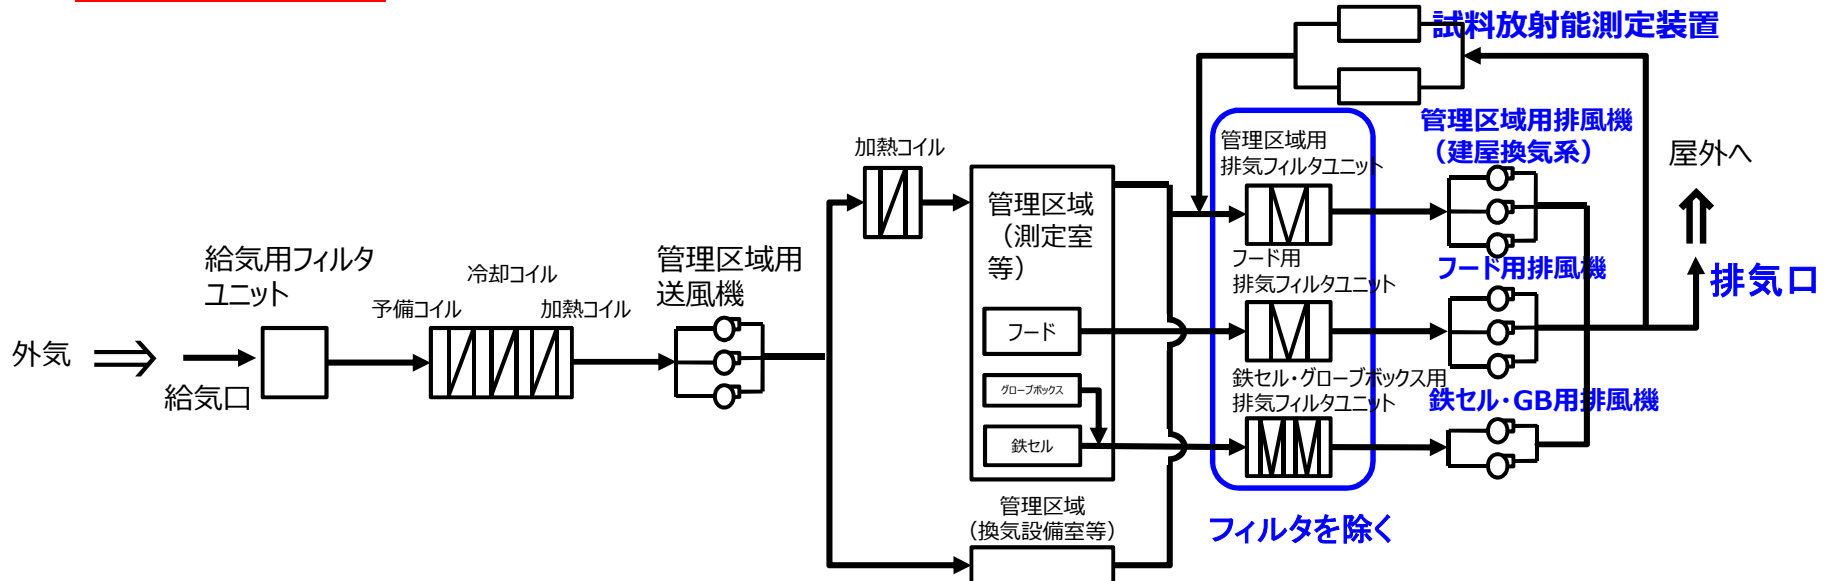 試料放射能測定装置
管理区域用排風機
（建屋換気系）
屋外へ
管理区域用
排気フィルタユニット
加熱コイル
管理区域
（測定室
等）
給気用フィルタ
ユニット
冷却コイル
予備コイル
加熱コイル
管理区域用
送風機
フード用
排気フィルタユニット
フード用排風機
排気口
フード
外気
給気口
グローブボックス
鉄セル・グローブボックス用
排気フィルタユニット
鉄セル・GB用排風機
鉄セル
管理区域
（換気設備室等）
フィルタを除く